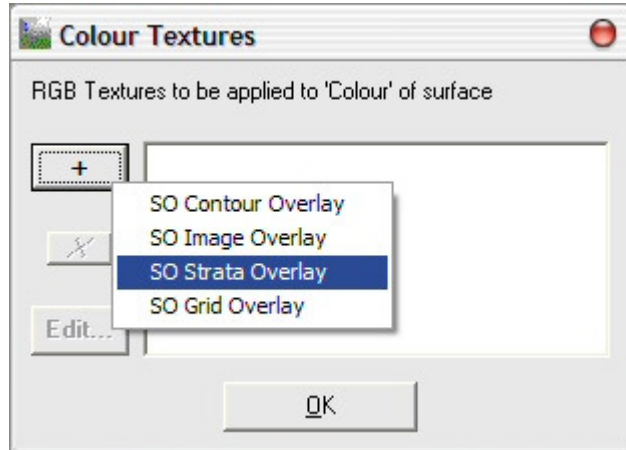 Colour Textures
RGB Textures to be applied to 'Colour' of surface
+
SO Contour Overlay
SO Image Overlay
X
SO Strata Overlay
SO Grid Overlay
Edit...
OK